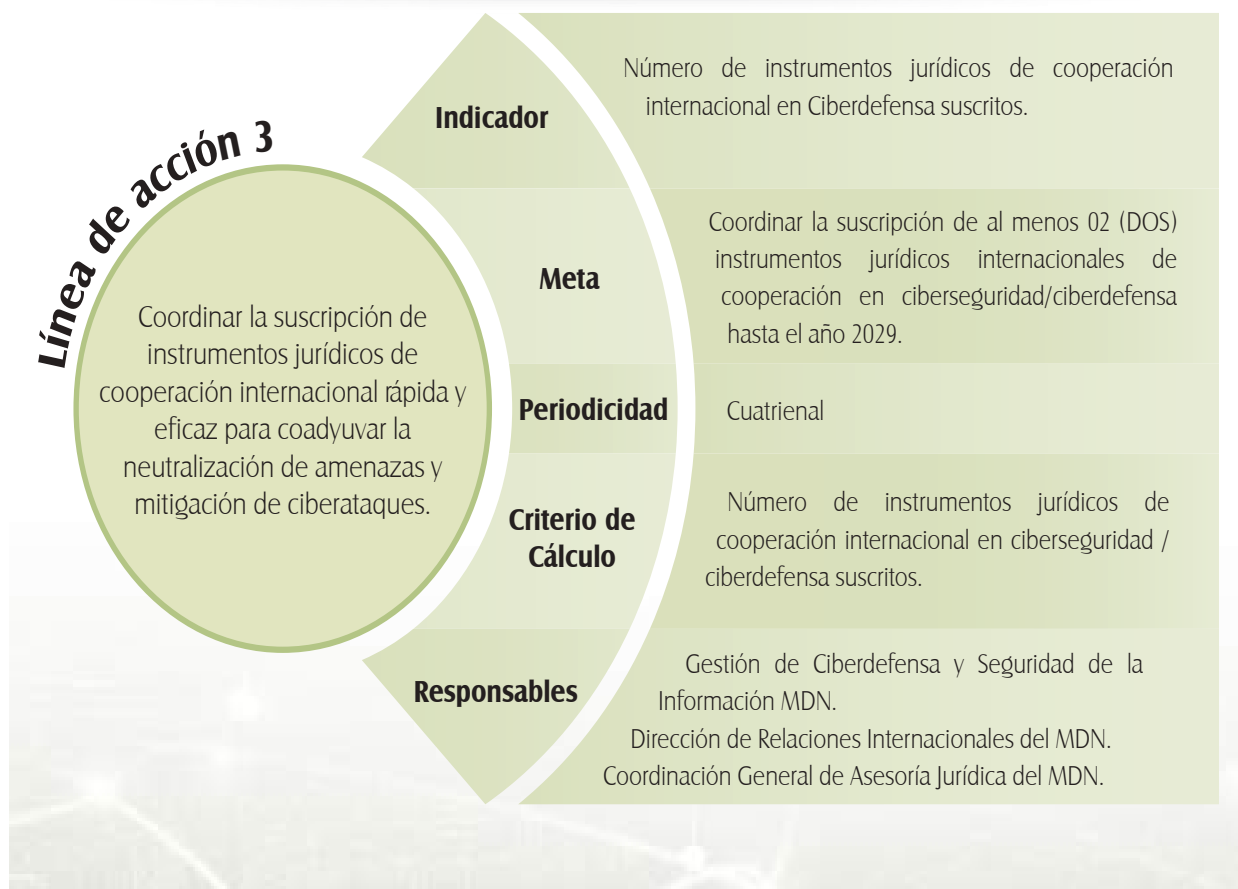 Línea de acción 3
Coordinar la suscripción de
instrumentos jurídicos de
cooperación internacional rápida y
eficaz para coadyuvar la
neutralización de amenazas y
mitigación de ciberataques.
Indicador
Número de instrumentos jurídicos de cooperación
internacional en Ciberdefensa suscritos.
Meta
Coordinar la suscripción de al menos 02 (DOS)
instrumentos jurídicos internacionales de
cooperación en ciberseguridad/ciberdefensa
hasta el año 2029.
Periodicidad
Cuatrienal
Criterio de
Cálculo
Número de instrumentos jurídicos de
cooperación internacional en ciberseguridad /
ciberdefensa suscritos.
Responsables
Gestión de Ciberdefensa y Seguridad de la
Información MDN.
Dirección de Relaciones Internacionales del MDN.
Coordinación General de Asesoría Jurídica del MDN.